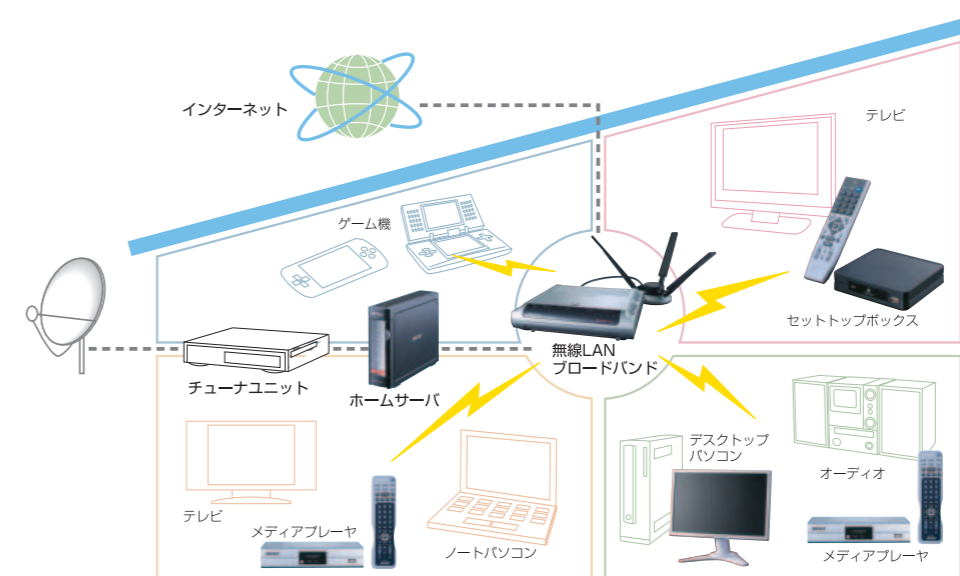 インターネット
テレビ
ゲーム機
セットトップボックス
無線LAN
ブロードバンド
チューナユニット
ホームサーバ
デスクトップ
パソコン
オーディオ
テレビ
メディアプレーヤ
ノートパソコン
メディアプレーヤ